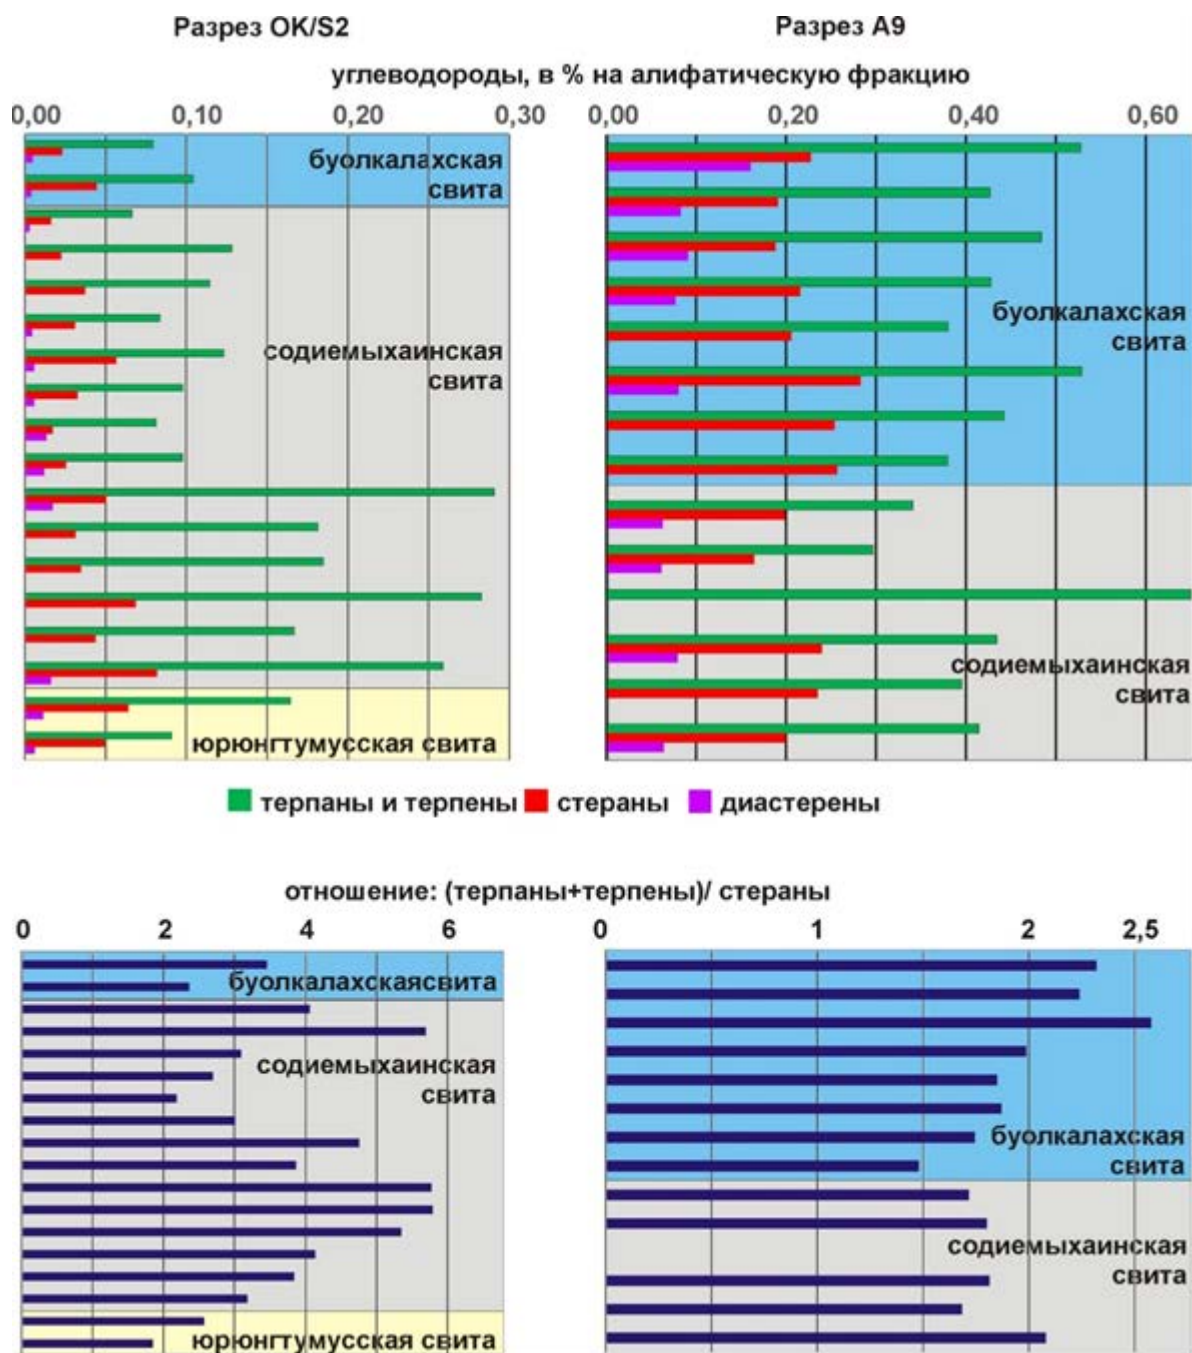 Разрез ОК/S2
Разрез А9
углеводороды, в % на алифатическую фракцию
0,00 0,10 0,20 0,30
0,00 0,20 0,40 0,60
буолкалахская
свита
содиемыхаинская
свита
юрюнгтумусская свита
буолкалахская
свита
содиемыхаинская
свита
терпаны и терпены стераны диастерены
отношение: (терпаны+терпены)/ стераны
0 2 4 6
0 1 2 2,5
буолкалахскаясвита
содиемыхаинская
свита
юрюнгтумусская свита
буолкалахская
свита
содиемыхаинская
свита